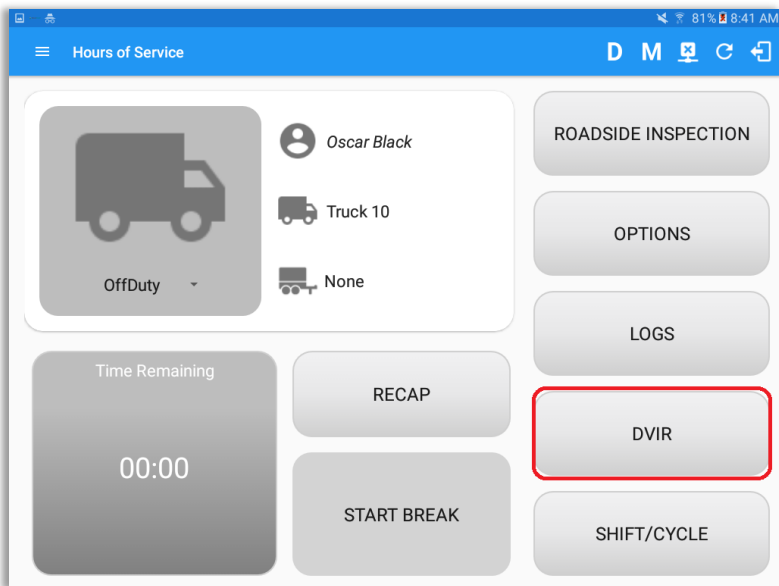 81% 8:41 AM
Hours of Service
D M
Oscar Black
Truck 10
None
OffDuty
Time Remaining
00:00
RECAP
START BREAK
ROADSIDE INSPECTION
OPTIONS
LOGS
DVIR
SHIFT/CYCLE